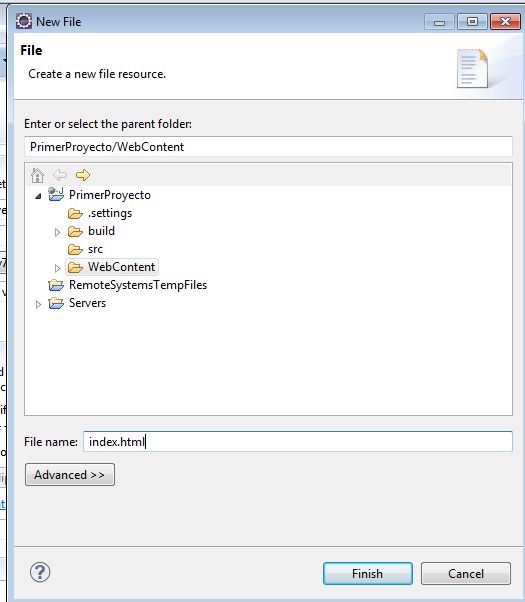 New File
File
Create a new file resource.
Enter or select the parent folder:
PrimerProyecto/WebContent
PrimerProyecto
.settings
build
src
WebContent
RemoteSystemsTempFiles
Servers
File name: index.html
Advanced >>
? Finish Cancel